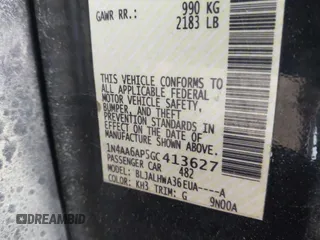 GAWR RR.: 990 KG
2183 LB
THIS VEHICLE CONFORMS TO
ALL APPLICABLE FEDERAL
MOTOR VEHICLE SAFETY,
BUMPER, AND THEFT
PREVENTION STANDARDS IN
EFFECT ON THE DATE OF
MANUFACTURE SHOWN ABOVE.
1N4AA6AP5GC413627
PASSENGER CAR 482
MODEL: BLJALHWA36EUA----A
COLOR: KH3 TRIM: G 9N00A